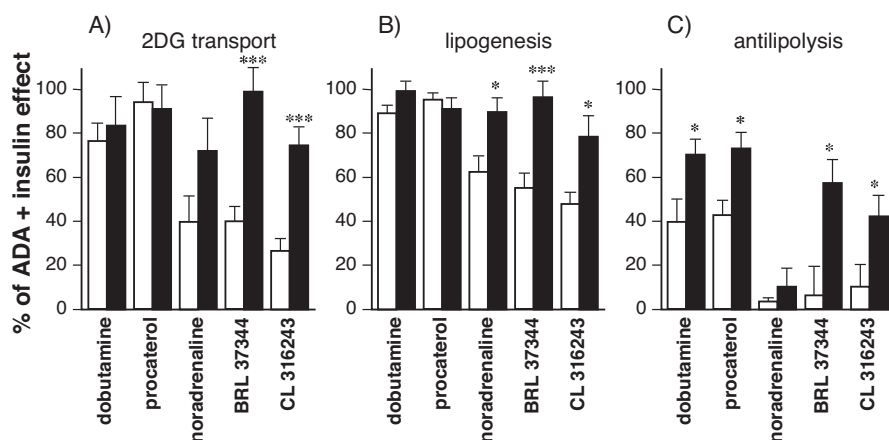 A)
2DG transport
B)
lipogenesis
C)
antilipolysis
% of ADA + insulin effect
100
80
60
40
20
0
***
***
dobutamine
procaterol
noradrenaline
BRL 37344
CL 316243
100
80
60
40
20
0
*
***
*
dobutamine
procaterol
noradrenaline
BRL 37344
CL 316243
100
80
60
40
20
0
*
*
*
*
dobutamine
procaterol
noradrenaline
BRL 37344
CL 316243